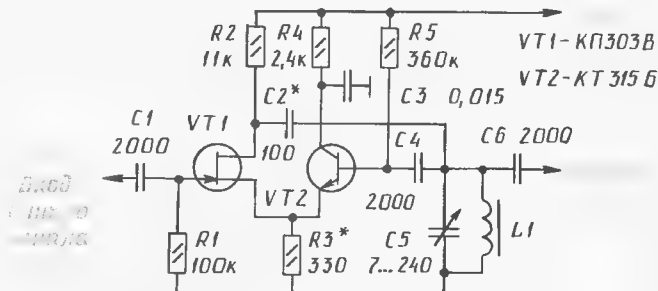 R2
11к
R4
2,4к
R5
360к
VT1-КП303В
VT2-КТ315Б
C1
2000
VT1
C2*
100
C3 0,015
C4
2000
C6 2000
VT2
R1
100к
R3*
330
C5
7...240
L1